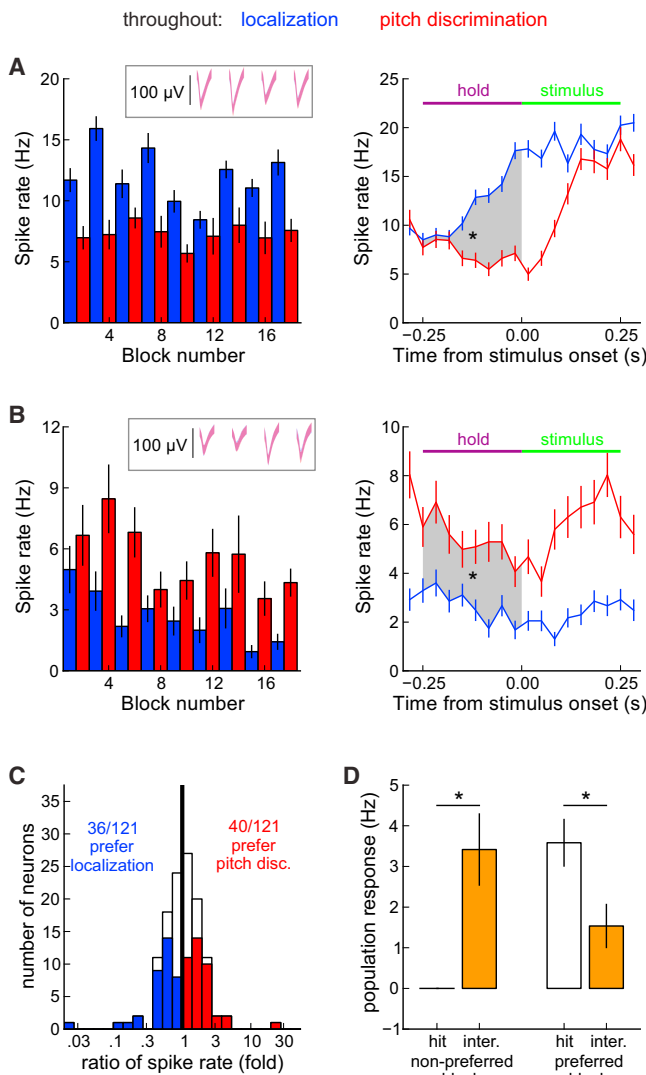 throughout: localization pitch discrimination
A
100 μV
Spike rate (Hz)
20
15
10
5
0
4
8
12
16
Block number
hold stimulus
Spike rate (Hz)
25
20
15
10
5
0
*
−0.25
0.00
0.25
Time from stimulus onset (s)
B
100 μV
Spike rate (Hz)
12
9
6
3
0
4
8
12
16
Block number
hold stimulus
Spike rate (Hz)
10
8
6
4
2
0
*
−0.25
0.00
0.25
Time from stimulus onset (s)
C
number of neurons
35
30
25
20
15
10
5
0
36/121
prefer
localization
40/121
prefer
pitch disc.
.03
.1
.3
1
3
10
30
ratio of spike rate (fold)
D
population response (Hz)
5
4
3
2
1
0
−1
*
*
hit inter. hit inter.
non-preferred preferred